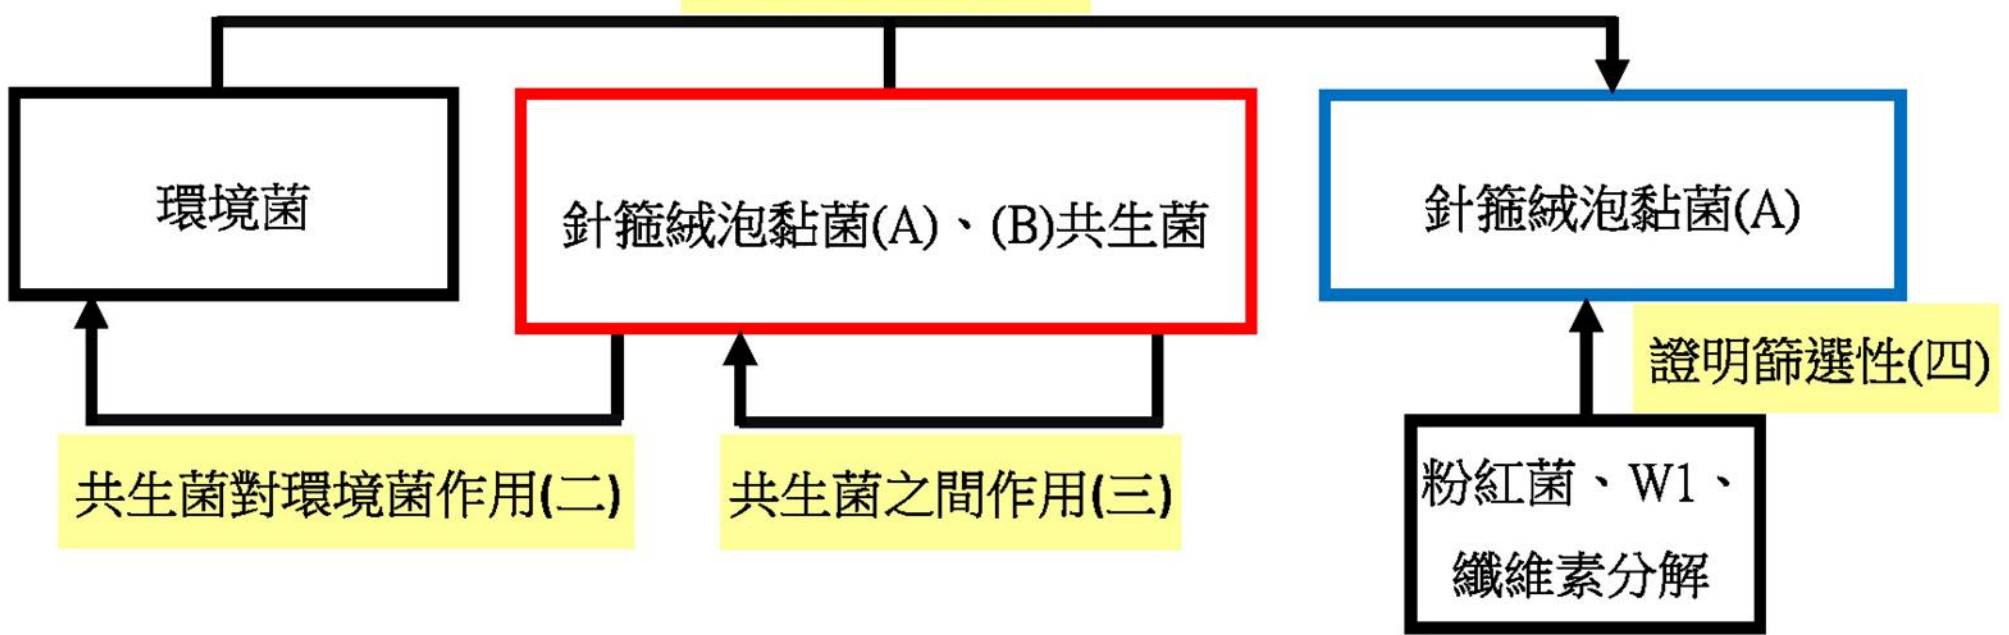 環境菌
針箍絨泡黏菌(A)、(B)共生菌
針箍絨泡黏菌(A)
證明篩選性(四)
共生菌對環境菌作用(二)
共生菌之間作用(三)
粉紅菌、W1、
纖維素分解